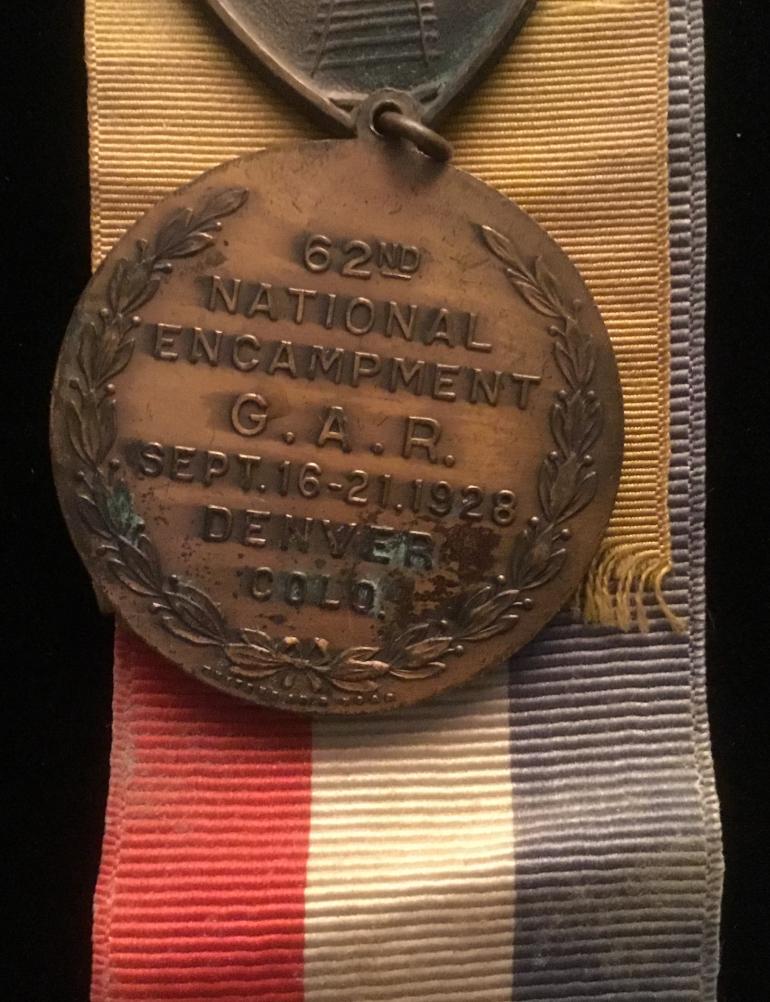 62ND
NATIONAL
ENCAMPMENT
G.A.R.
SEPT. 16-21, 1928
DENVER
COLO.